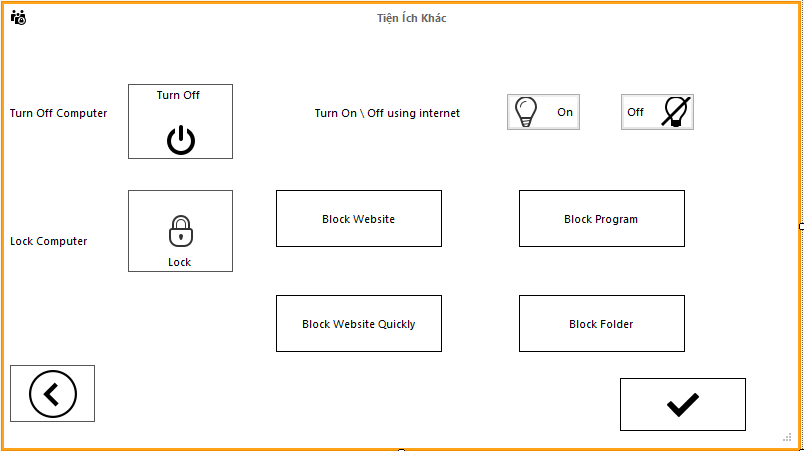 Tiện Ích Khác
Turn Off Computer
Turn Off
Turn On \ Off using internet
On
Off
Lock Computer
Lock
Block Website
Block Program
Block Website Quickly
Block Folder